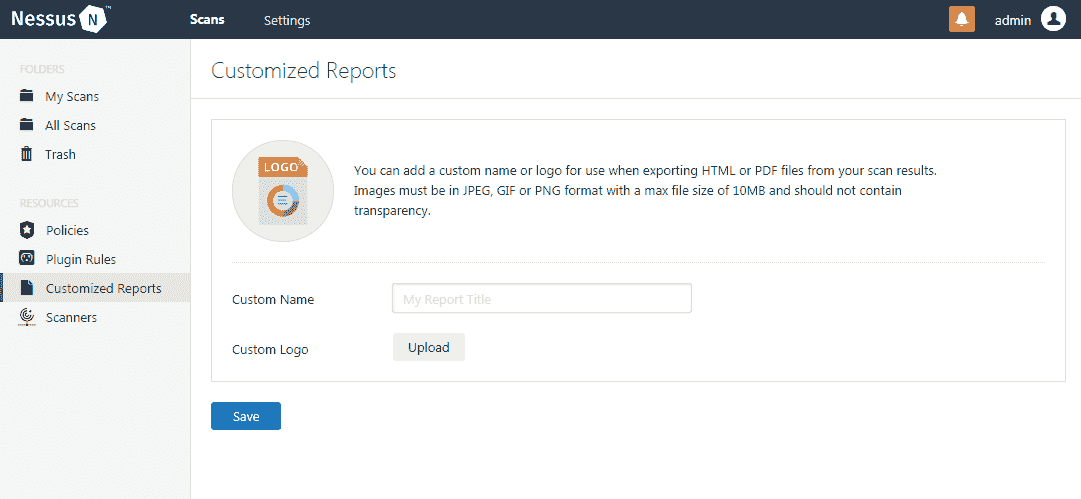 Nessus N ™
Scans
Settings
admin
FOLDERS
My Scans
All Scans
Trash
RESOURCES
Policies
Plugin Rules
Customized Reports
Scanners
Customized Reports
LOGO
You can add a custom name or logo for use when exporting HTML or PDF files from your scan results.
Images must be in JPEG, GIF or PNG format with a max file size of 10MB and should not contain
transparency.
Custom Name
My Report Title
Custom Logo
Upload
Save